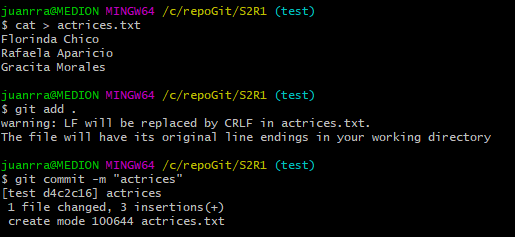 juanrra@MEDION MINGW64 /c/repoGit/S2R1 (test)
$ cat > actrices.txt
Florinda Chico
Rafaela Aparicio
Gracita Morales
juanrra@MEDION MINGW64 /c/repoGit/S2R1 (test)
$ git add .
warning: LF will be replaced by CRLF in actrices.txt.
The file will have its original line endings in your working directory
juanrra@MEDION MINGW64 /c/repoGit/S2R1 (test)
$ git commit -m "actrices"
[test d4c2c16] actrices
 1 file changed, 3 insertions(+)
 create mode 100644 actrices.txt